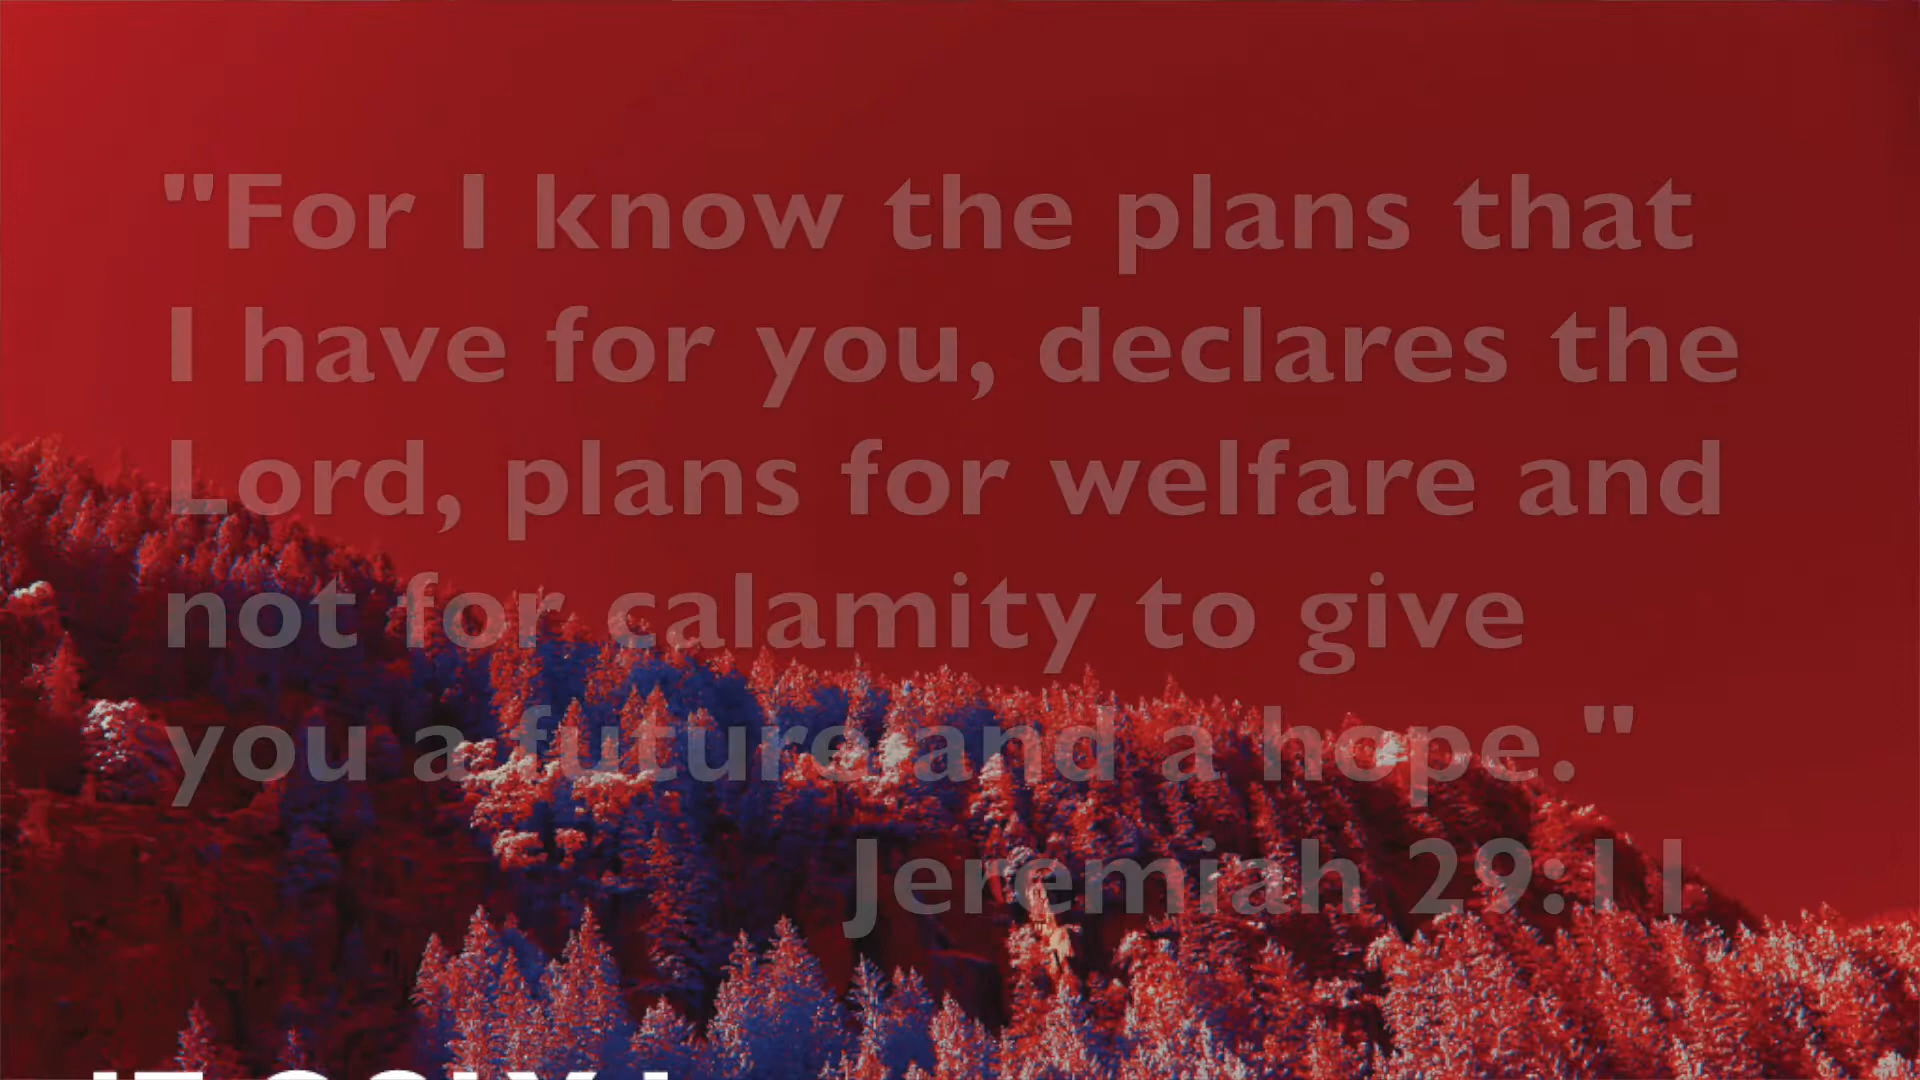 "For I know the plans that
I have for you, declares the
Lord, plans for welfare and
not for calamity to give
you a future and a hope."
Jeremiah 29:11